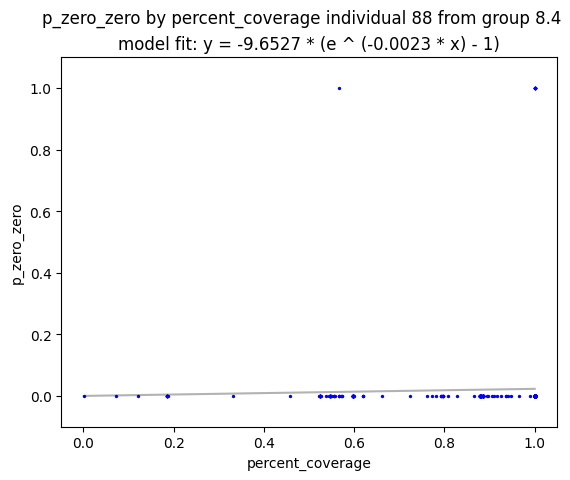 p_zero_zero by percent_coverage individual 88 from group 8.4
model fit: y = -9.6527 * (e ^ (-0.0023 * x) - 1)
1.0
0.8
0.6
0.4
0.2
0.0
p_zero_zero
0.0 0.2 0.4 0.6 0.8 1.0
percent_coverage